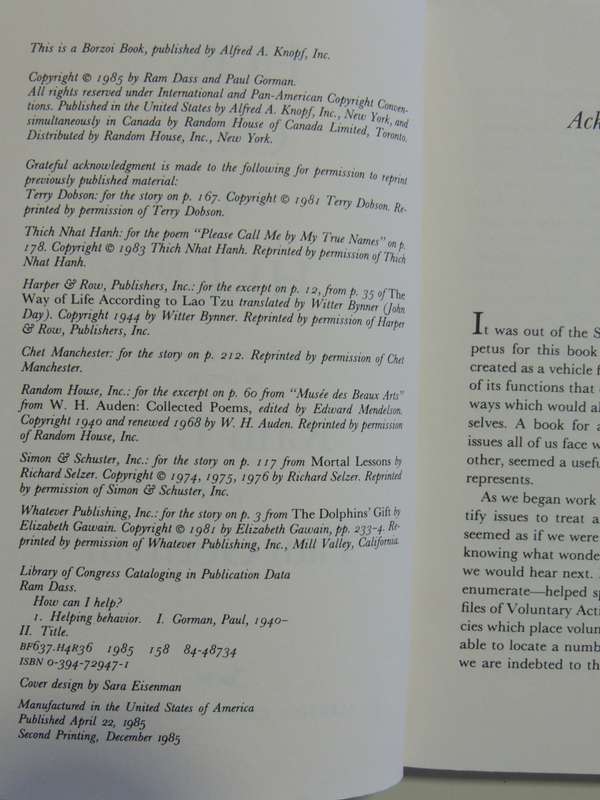 This is a Borzoi Book, published by Alfred A. Knopf, Inc.
Copyright © 1985 by Ram Dass and Paul Gorman.
All rights reserved under International and Pan-American Copyright Conven-
tions. Published in the United States by Alfred A. Knopf, Inc., New York, and
simultaneously in Canada by Random House of Canada Limited, Toronto.
Distributed by Random House, Inc., New York.
Grateful acknowledgment is made to the following for permission to reprint
previously published material:
Terry Dobson: for the story on p. 167. Copyright © 1981 Terry Dobson. Re-
printed by permission of Terry Dobson.
Thich Nhat Hanh: for the poem "Please Call Me by My True Names" on p.
178. Copyright © 1983 Thich Nhat Hanh. Reprinted by permission of Thich
Nhat Hanh.
Harper & Row, Publishers, Inc.: for the excerpt on p. 12, from p. 35 of The
Way of Life According to Lao Tzu translated by Witter Bynner (John
Day). Copyright 1944 by Witter Bynner. Reprinted by permission of Harper
& Row, Publishers, Inc.
Chet Manchester: for the story on p. 212. Reprinted by permission of Chet
Manchester.
Random House, Inc.: for the excerpt on p. 60 from "Musée des Beaux Arts"
from W. H. Auden: Collected Poems, edited by Edward Mendelson.
Copyright 1940 and renewed 1968 by W. H. Auden. Reprinted by permission
of Random House, Inc.
Simon & Schuster, Inc.: for the story on p. 117 from Mortal Lessons by
Richard Selzer. Copyright © 1974, 1975, 1976 by Richard Selzer. Reprinted
by permission of Simon & Schuster, Inc.
Whatever Publishing, Inc.: for the story on p. 3 from The Dolphins' Gift by
Elizabeth Gawain. Copyright © 1981 by Elizabeth Gawain, pp. 233-4. Re-
printed by permission of Whatever Publishing, Inc., Mill Valley, California.
Library of Congress Cataloging in Publication Data
Ram Dass.
How can I help?
1. Helping behavior. I. Gorman, Paul, 1940–
II. Title.
BF637.H4R36 1985 158 84-48734
ISBN 0-394-72947-1
Cover design by Sara Eisenman
Manufactured in the United States of America
Published April 22, 1985
Second Printing, December 1985
Ack
It was out of the S
petus for this book
created as a vehicle f
of its functions that
ways which would al
selves. A book for a
issues all of us face w
other, seemed a usefu
represents.
As we began work
tify issues to treat a
seemed as if we were
knowing what wonde
we would hear next.
enumerate—helped sp
files of Voluntary Acti
cies which place volun
able to locate a numb
we are indebted to th